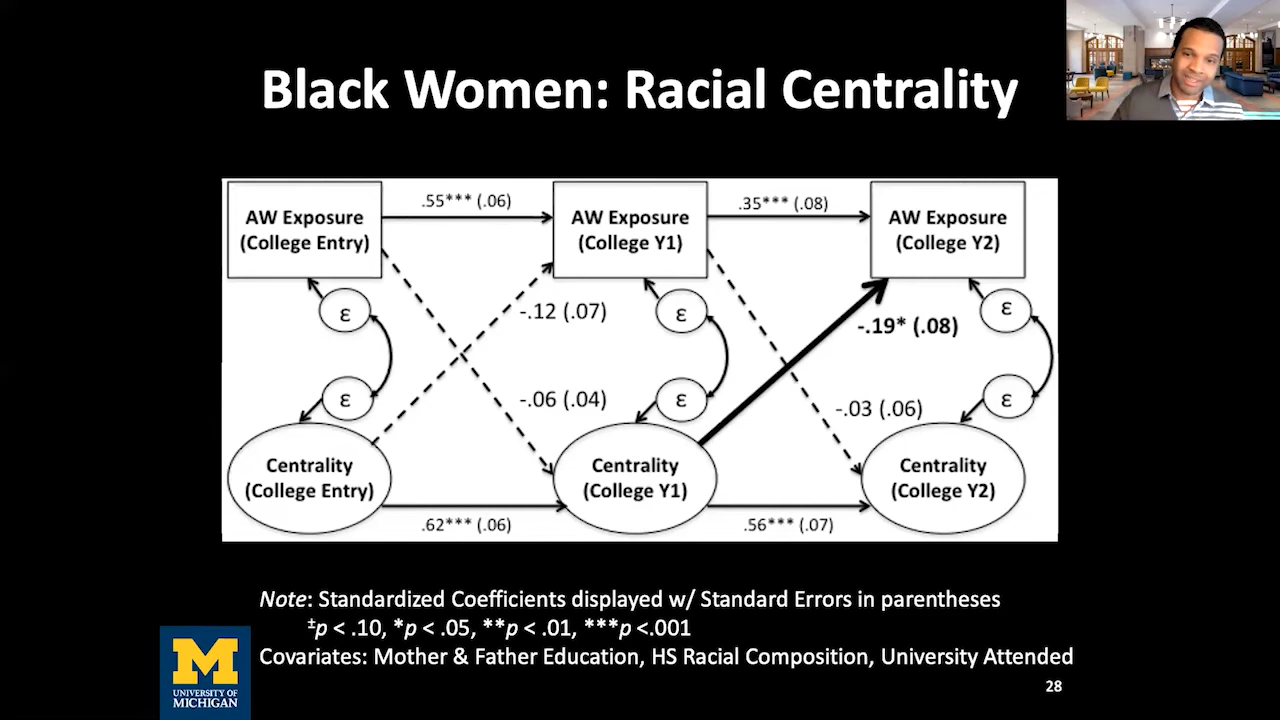 Black Women: Racial Centrality
.55*** (.06)
.35*** (.08)
AW Exposure
(College Entry)
AW Exposure
(College Y1)
AW Exposure
(College Y2)
ε
ε
ε
-.12 (.07)
-.19* (.08)
-.06 (.04)
-.03 (.06)
ε
ε
ε
Centrality
(College Entry)
Centrality
(College Y1)
Centrality
(College Y2)
.62*** (.06)
.56*** (.07)
Note: Standardized Coefficients displayed w/ Standard Errors in parentheses
±p < .10, *p < .05, **p < .01, ***p <.001
Covariates: Mother & Father Education, HS Racial Composition, University Attended
M
UNIVERSITY OF
MICHIGAN
28